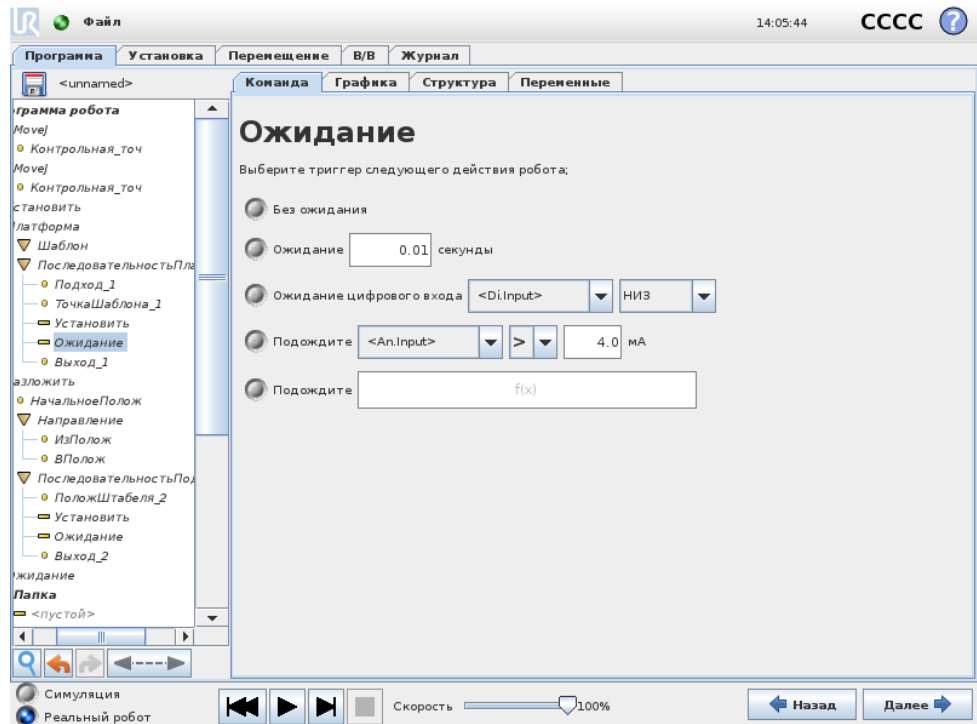 UR Файл 14:05:44 CCCC ?
Программа Установка Перемещение В/В Журнал
<unnamed>
Команда Графика Структура Переменные
грамма робота
MoveJ
Контрольная_точ
MoveJ
Контрольная_точ
становить
латформа
Шаблон
ПоследовательностьПла
Подход_1
ТочкаШаблона_1
Установить
Ожидание
Выход_1
азложить
НачальноеПолож
Направление
ИзПолож
ВПолож
ПоследовательностьПод
ПоложШтабеля_2
Установить
Ожидание
Выход_2
жидание
Папка
<пустой>
Ожидание
Выберите триггер следующего действия робота;
Без ожидания
Ожидание 0.01 секунды
Ожидание цифрового входа <Di.Input> НИЗ
Подождите <An.Input> > 4.0 мА
Подождите f(x)
Симуляция
Реальный робот
Скорость 100%
Назад Далее